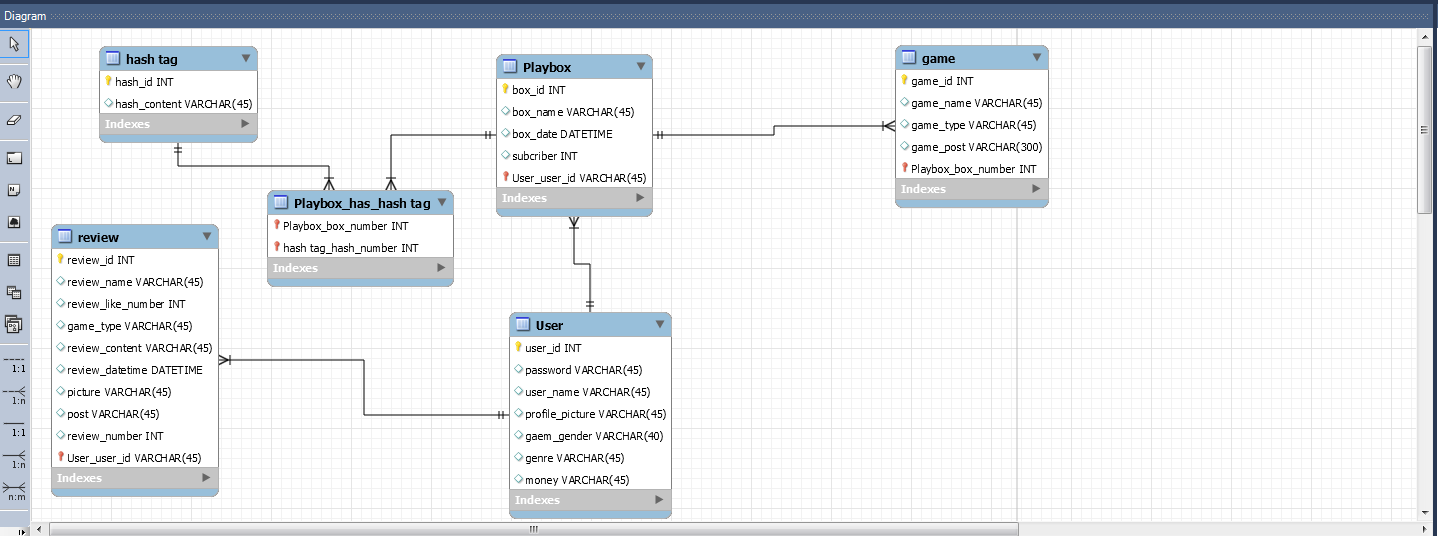 Diagram
hash tag
hash_id INT
hash_content VARCHAR(45)
Indexes
Playbox
box_id INT
box_name VARCHAR(45)
box_date DATETIME
subcriber INT
User_user_id VARCHAR(45)
Indexes
game
game_id INT
game_name VARCHAR(45)
game_type VARCHAR(45)
game_post VARCHAR(300)
Playbox_box_number INT
Indexes
Playbox_has_hash tag
Playbox_box_number INT
hash tag_hash_number INT
Indexes
review
review_id INT
review_name VARCHAR(45)
review_like_number INT
game_type VARCHAR(45)
review_content VARCHAR(45)
review_datetime DATETIME
picture VARCHAR(45)
post VARCHAR(45)
review_number INT
User_user_id VARCHAR(45)
Indexes
User
user_id INT
password VARCHAR(45)
user_name VARCHAR(45)
profile_picture VARCHAR(45)
gaem_gender VARCHAR(40)
genre VARCHAR(45)
money VARCHAR(45)
Indexes
1:1
1:n
1:1
1:n
n:m